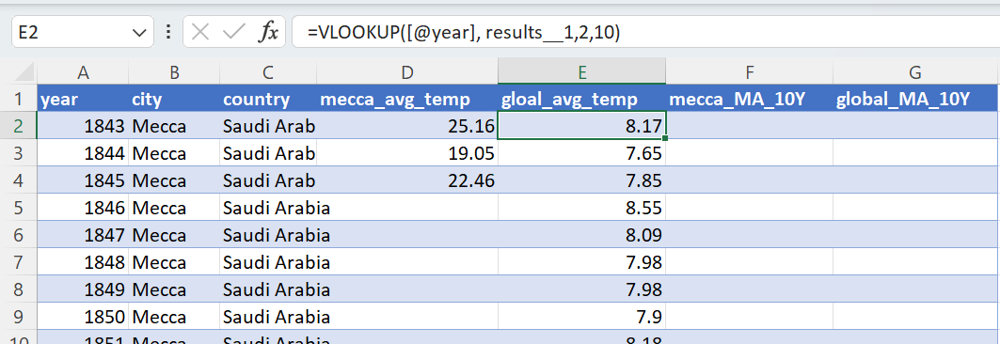 E2 fx =VLOOKUP([@year], results__1,2,10)
A B C D E F G
1 year city country mecca_avg_temp gloal_avg_temp mecca_MA_10Y global_MA_10Y
2 1843 Mecca Saudi Arab 25.16 8.17
3 1844 Mecca Saudi Arab 19.05 7.65
4 1845 Mecca Saudi Arab 22.46 7.85
5 1846 Mecca Saudi Arabia 8.55
6 1847 Mecca Saudi Arabia 8.09
7 1848 Mecca Saudi Arabia 7.98
8 1849 Mecca Saudi Arabia 7.98
9 1850 Mecca Saudi Arabia 7.9
10 1851 Mecca Saudi Arabia 8.18